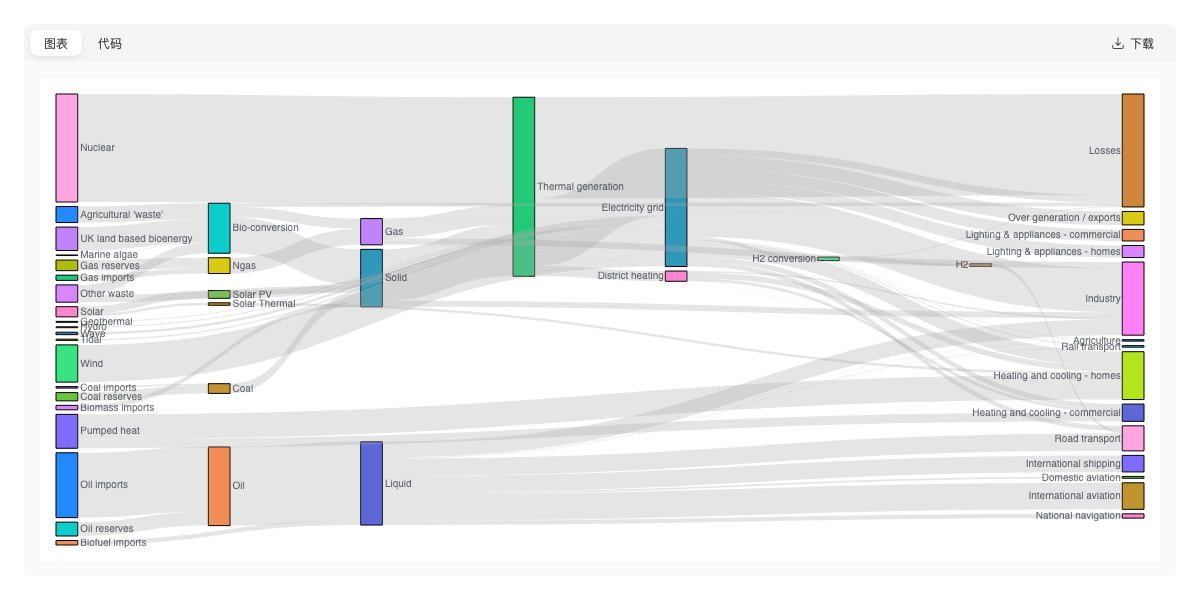 图表
代码
下载
Nuclear
Agricultural 'waste'
UK land based bioenergy
Marine algae
Gas reserves
Gas imports
Other waste
Solar
Geothermal
Hydro
Wave
Tidal
Wind
Coal imports
Coal reserves
Biomass imports
Pumped heat
Oil imports
Oil reserves
Biofuel imports
Bio-conversion
Ngas
Solar PV
Solar Thermal
Coal
Oil
Gas
Solid
Liquid
Thermal generation
Electricity grid
District heating
H2 conversion
H2
Losses
Over generation / exports
Lighting & appliances - commercial
Lighting & appliances - homes
Industry
Agriculture
Rail transport
Heating and cooling - homes
Heating and cooling - commercial
Road transport
International shipping
Domestic aviation
International aviation
National navigation